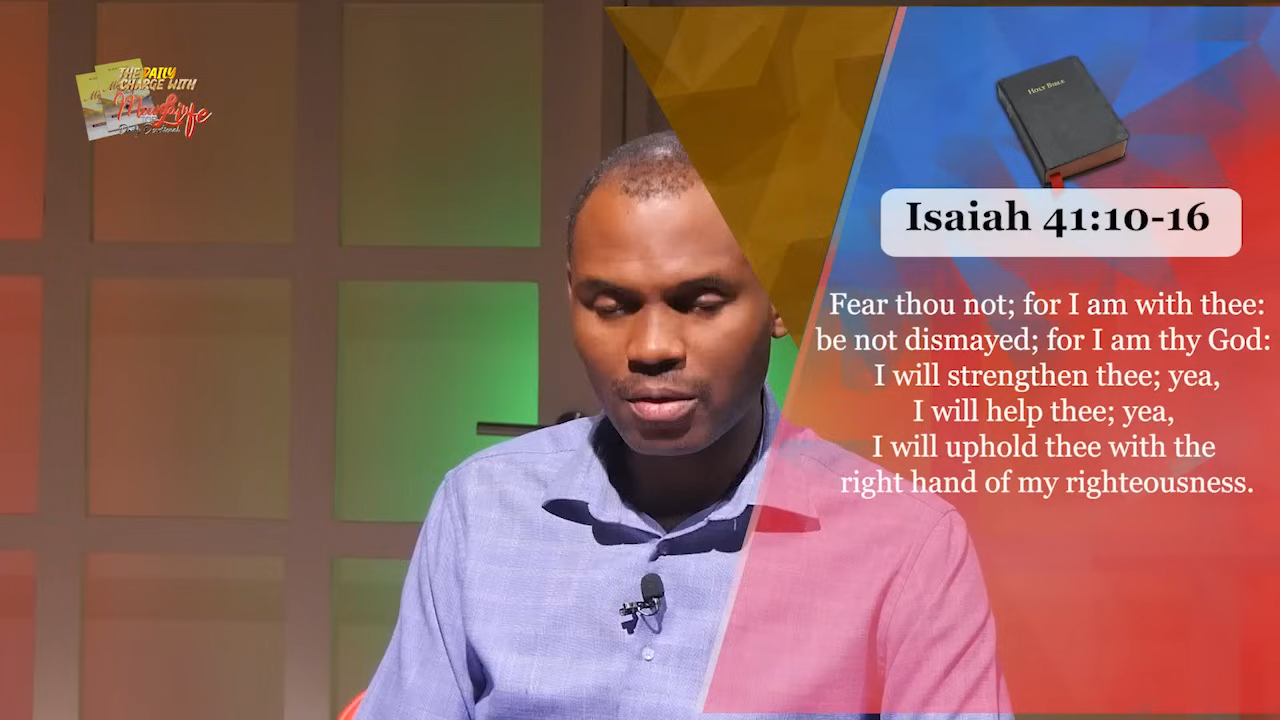 THE DAILY
CHARGE WITH
Daily Devotional
HOLY BIBLE
Isaiah 41:10-16
Fear thou not; for I am with thee:
be not dismayed; for I am thy God:
I will strengthen thee; yea,
I will help thee; yea,
I will uphold thee with the
right hand of my righteousness.